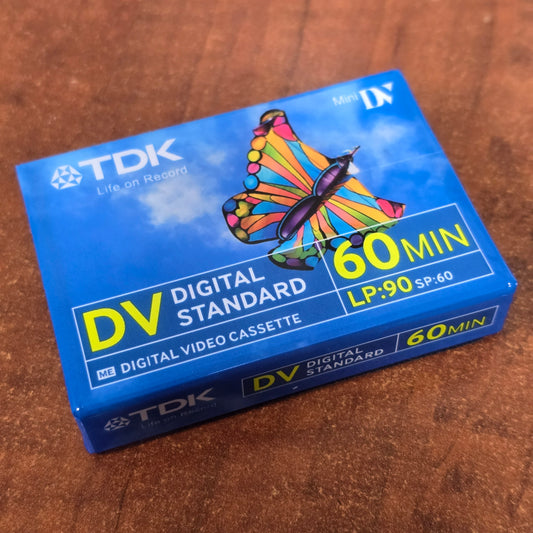 Mini DV
TDK
Life on Record
DV DIGITAL STANDARD
60MIN
LP:90 SP:60
ME DIGITAL VIDEO CASSETTE
TDK
Life on Record
DV DIGITAL STANDARD
60MIN